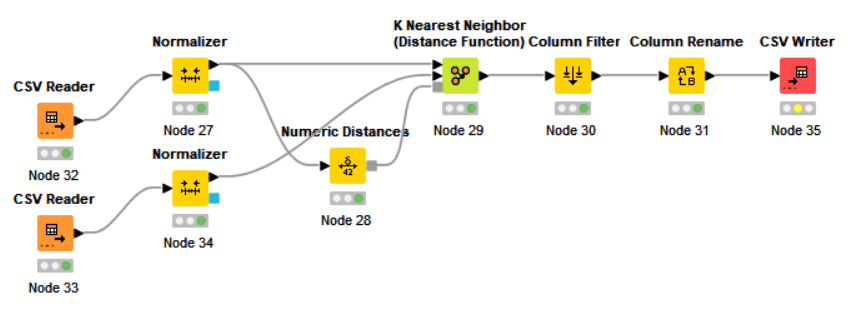 K Nearest Neighbor
Normalizer
(Distance Function)
Column Filter
Column Rename
CSV Writer
CSV Reader
Node 27
Numeric Distances
Node 29
Node 30
Node 31
Node 35
Node 32
Normalizer
δ
42
A
B
CSV Reader
Node 28
Node 34
Node 33